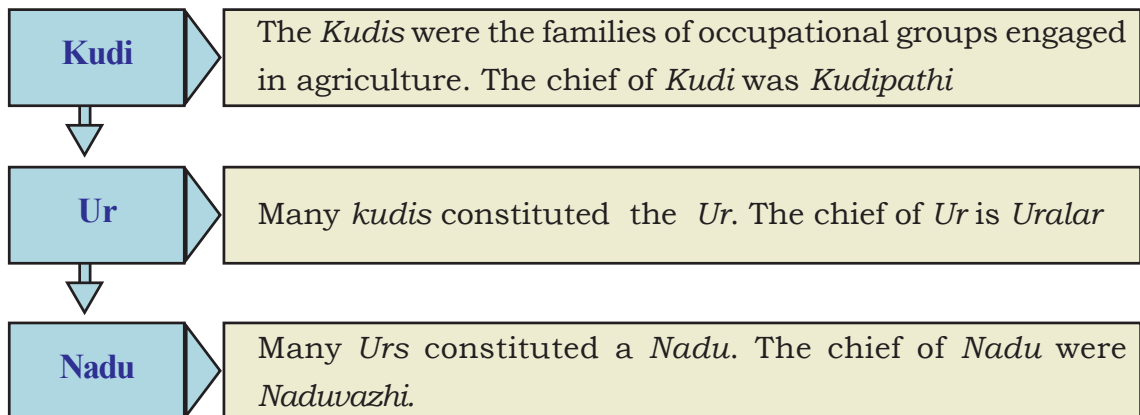 Kudi
The Kudis were the families of occupational groups engaged
in agriculture. The chief of Kudi was Kudipathi
Ur
Many kudis constituted the Ur. The chief of Ur is Uralar
Nadu
Many Urs constituted a Nadu. The chief of Nadu were
Naduvazhi.